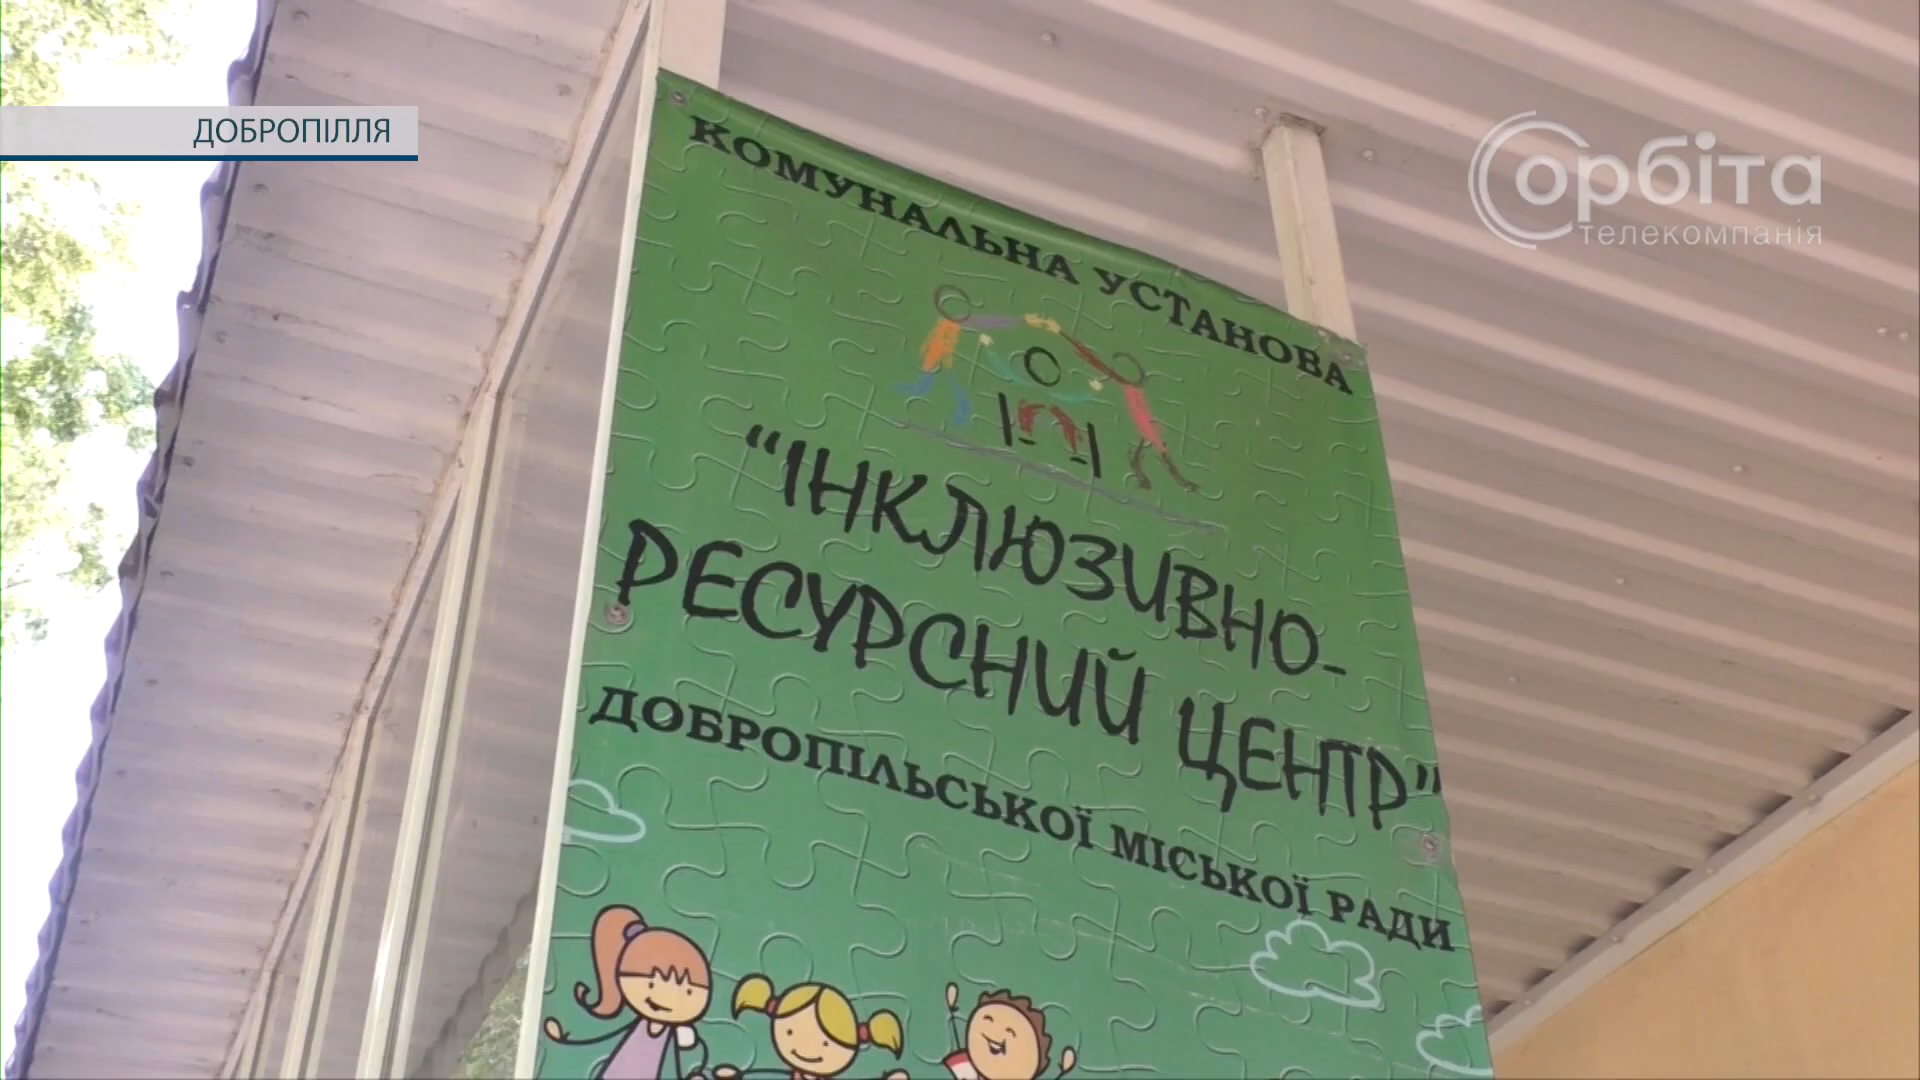 ДОБРОПІЛЛЯ
орбіта
телекомпанія
КОМУНАЛЬНА УСТАНОВА
“ІНКЛЮЗИВНО-
РЕСУРСНИЙ ЦЕНТР”
ДОБРОПІЛЬСЬКОЇ МІСЬКОЇ РАДИ